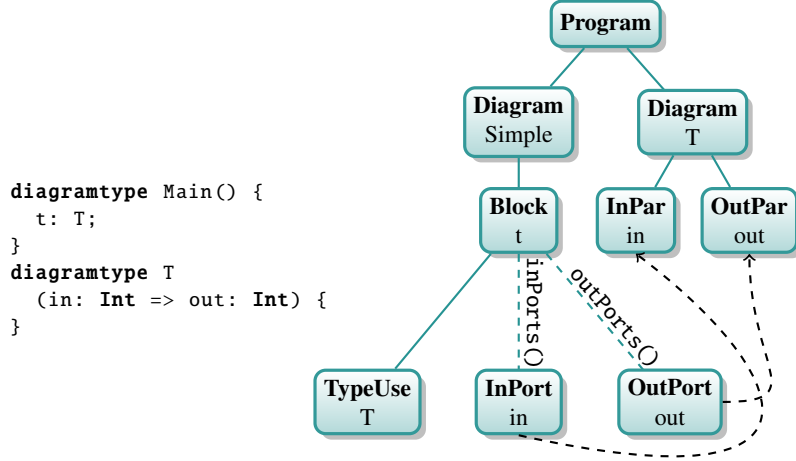 diagramtype Main() {
  t: T;
}
diagramtype T
  (in: Int => out: Int) {
}
Program
Diagram
Simple
Diagram
T
Block
t
InPar
in
OutPar
out
inPorts()
outPorts()
TypeUse
T
InPort
in
OutPort
out